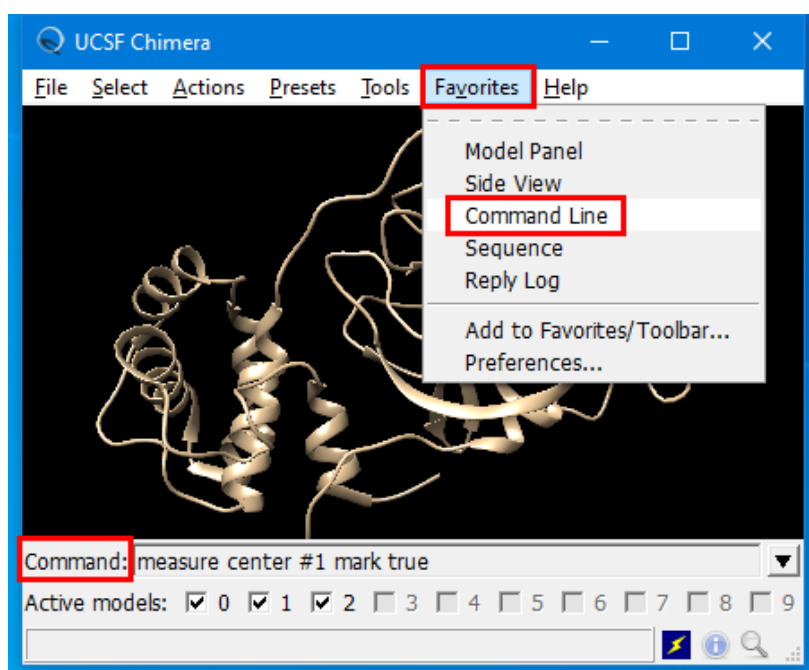 UCSF Chimera
File Select Actions Presets Tools Favorites Help
Model Panel
Side View
Command Line
Sequence
Reply Log
Add to Favorites/Toolbar...
Preferences...
Command: measure center #1 mark true
Active models: 0 1 2 3 4 5 6 7 8 9